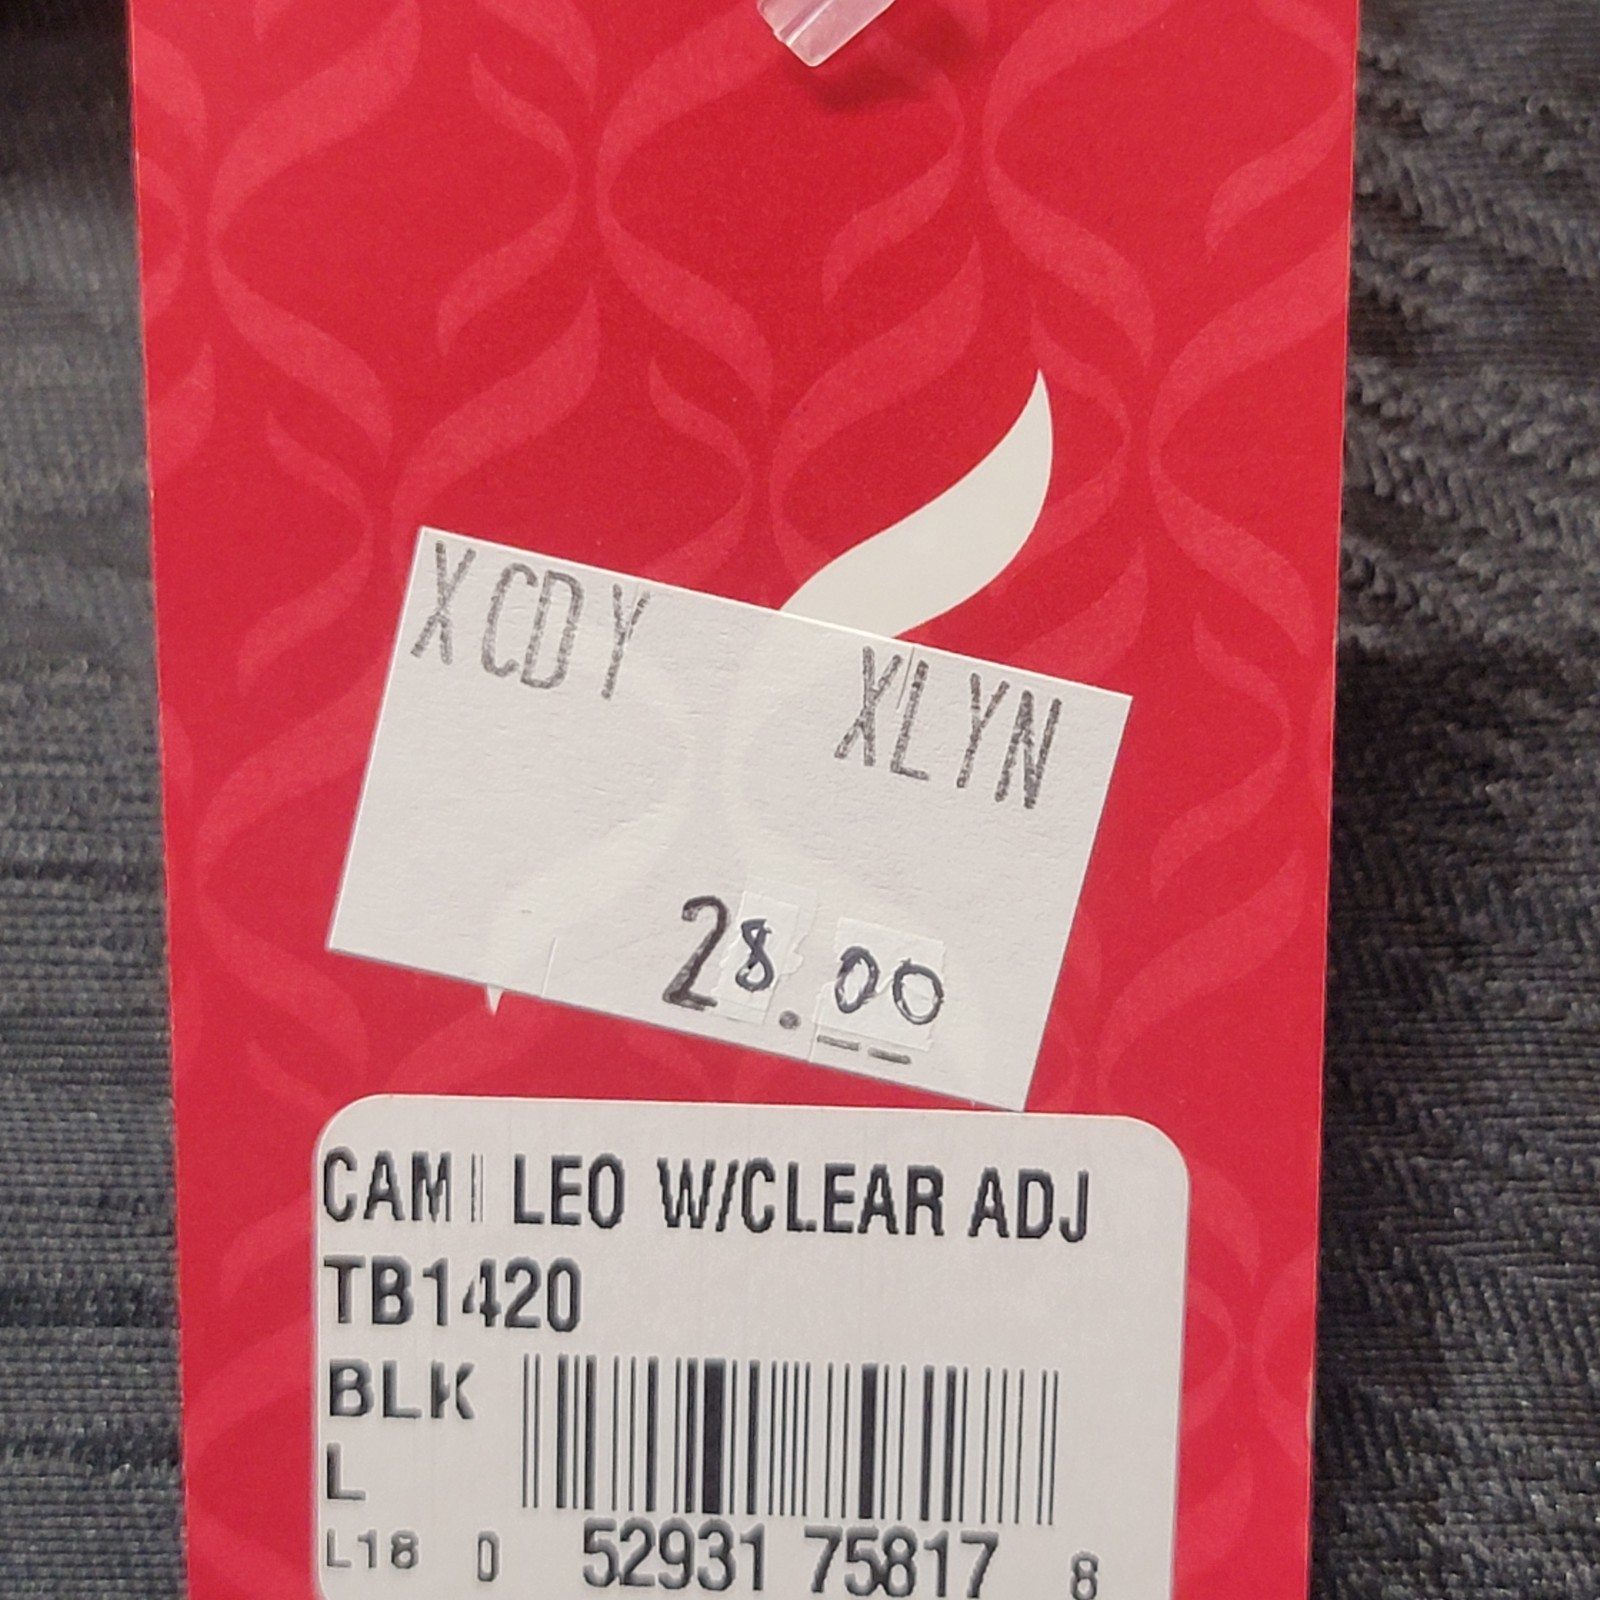 XCDY XLYN
28.00
CAMI LEO W/CLEAR ADJ
TB1420
BLK
L
L18 0 52931 75817 8